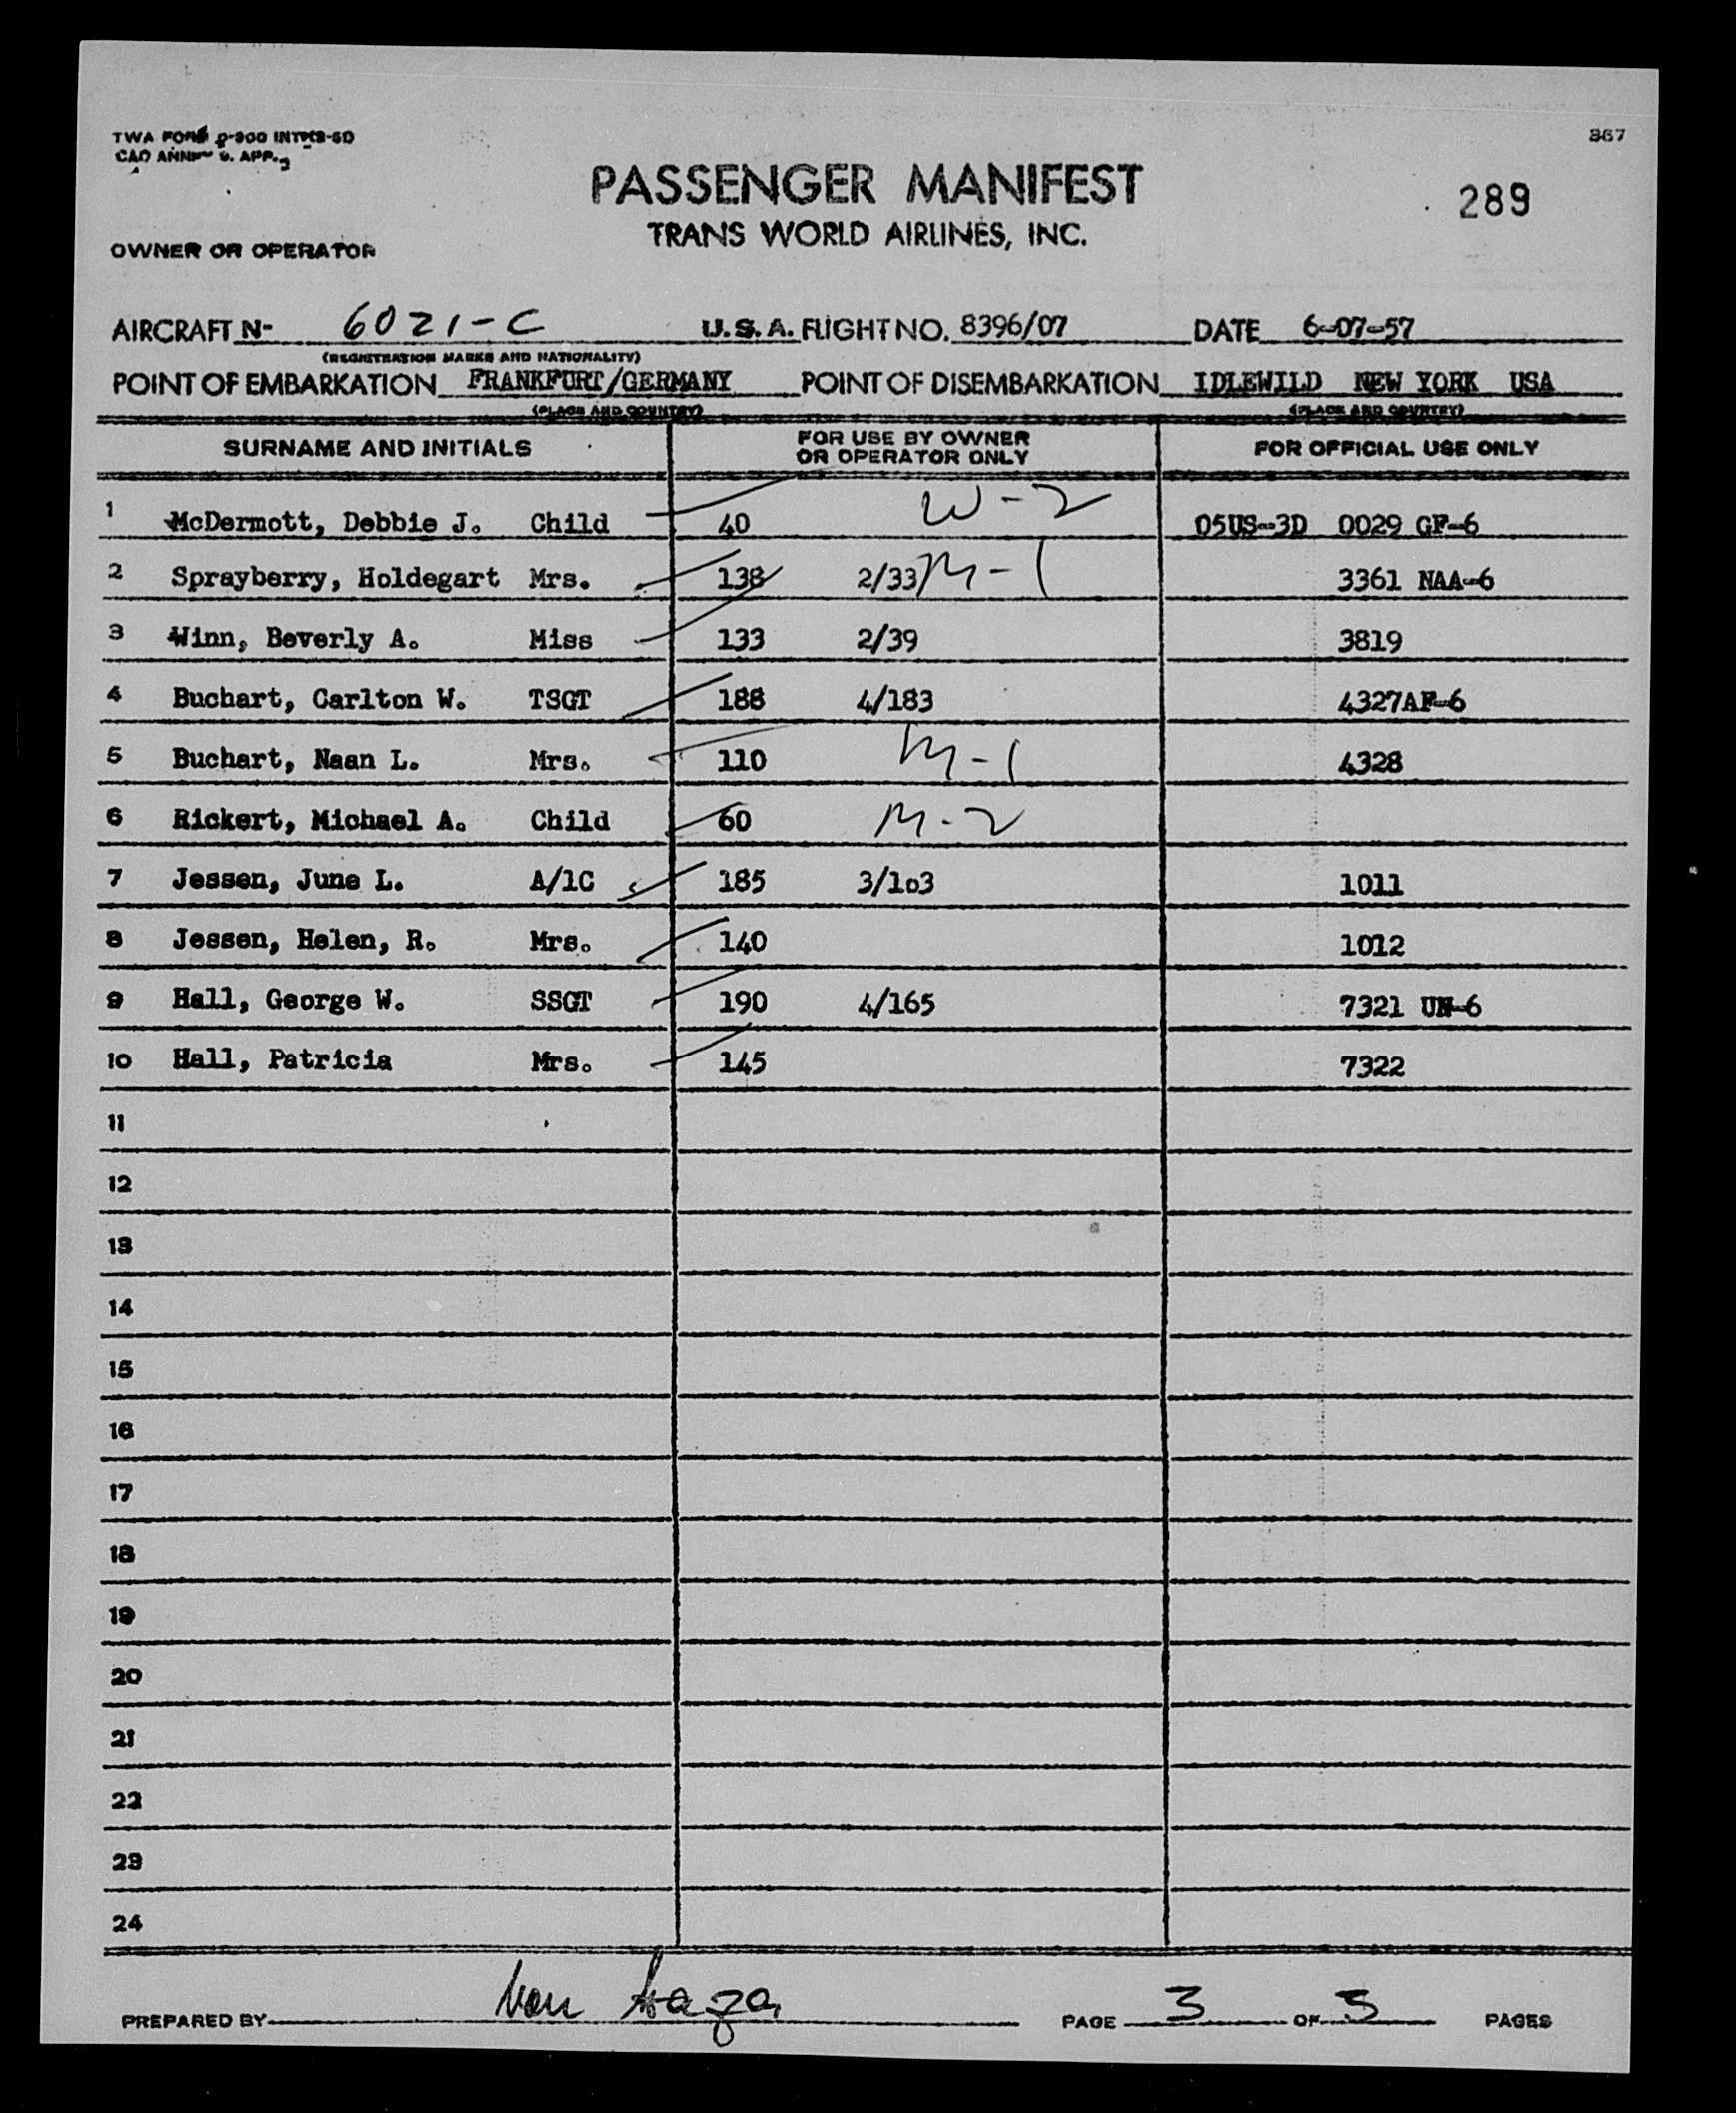 367
TWA FORM
CAO ANNEX 9. APP. 2
PASSENGER MANIFEST
289
TRANS WORLD AIRLINES, INC.
OWNER OR OPERATOR
AIRCRAFT N- 6021-C U.S.A. FLIGHT NO. 8396/07 DATE 6-07-57
(REGISTRATION MARKS AND NATIONALITY)
POINT OF EMBARKATION FRANKFURT/GERMANY POINT OF DISEMBARKATION IDLEWILD NEW YORK USA
(PLACE AND COUNTRY) (PLACE AND COUNTRY)
SURNAME AND INITIALS FOR USE BY OWNER OR OPERATOR ONLY FOR OFFICIAL USE ONLY
1 McDermott, Debbie J. Child 40 W-2 05US-3D 0029 GF-6
2 Sprayberry, Holdegart Mrs. 138 2/33 M-1 3361 NAA-6
3 Winn, Beverly A. Miss 133 2/39 3819
4 Buchart, Carlton W. TSGT 188 4/183 4327AF-6
5 Buchart, Naan L. Mrs. 110 M-1 4328
6 Rickert, Michael A. Child 60 M-2
7 Jessen, June L. A/1C 185 3/103 1011
8 Jessen, Helen, R. Mrs. 140 1012
9 Hall, George W. SSGT 190 4/165 7321 UN-6
10 Hall, Patricia Mrs. 145 7322
11
12
13
14
15
16
17
18
19
20
21
22
23
24
PREPARED BY PAGE 3 OF 3 PAGES